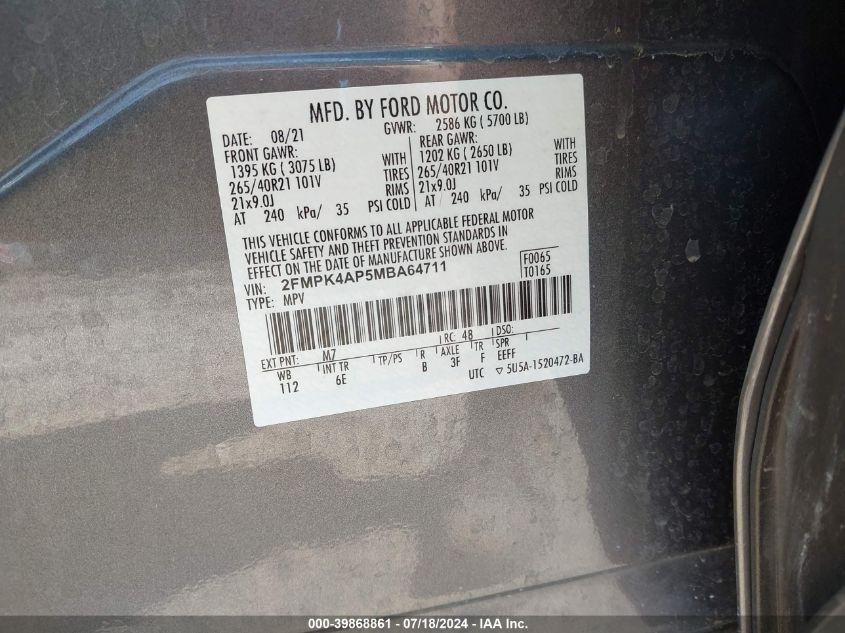 MFD. BY FORD MOTOR CO.
DATE: 08/21 GVWR: 2586 KG ( 5700 LB)
FRONT GAWR: REAR GAWR:
1395 KG ( 3075 LB) WITH 1202 KG ( 2650 LB) WITH
265/40R21 101V TIRES 265/40R21 101V TIRES
21x9.0J RIMS 21x9.0J RIMS
AT 240 kPa/ 35 PSI COLD AT 240 kPa/ 35 PSI COLD
THIS VEHICLE CONFORMS TO ALL APPLICABLE FEDERAL MOTOR
VEHICLE SAFETY AND THEFT PREVENTION STANDARDS IN
EFFECT ON THE DATE OF MANUFACTURE SHOWN ABOVE.
VIN: 2FMPK4AP5MBA64711 F0065
TYPE: MPV T0165
EXT PNT: M7 RC: 48 DSO:
WB INT TR TP/PS R AXLE TR SPR
112 6E B 3F F EEFF
UTC ▽ 5U5A-1520472-BA
000-39868861 / 07/18/2024 - IAA Inc.